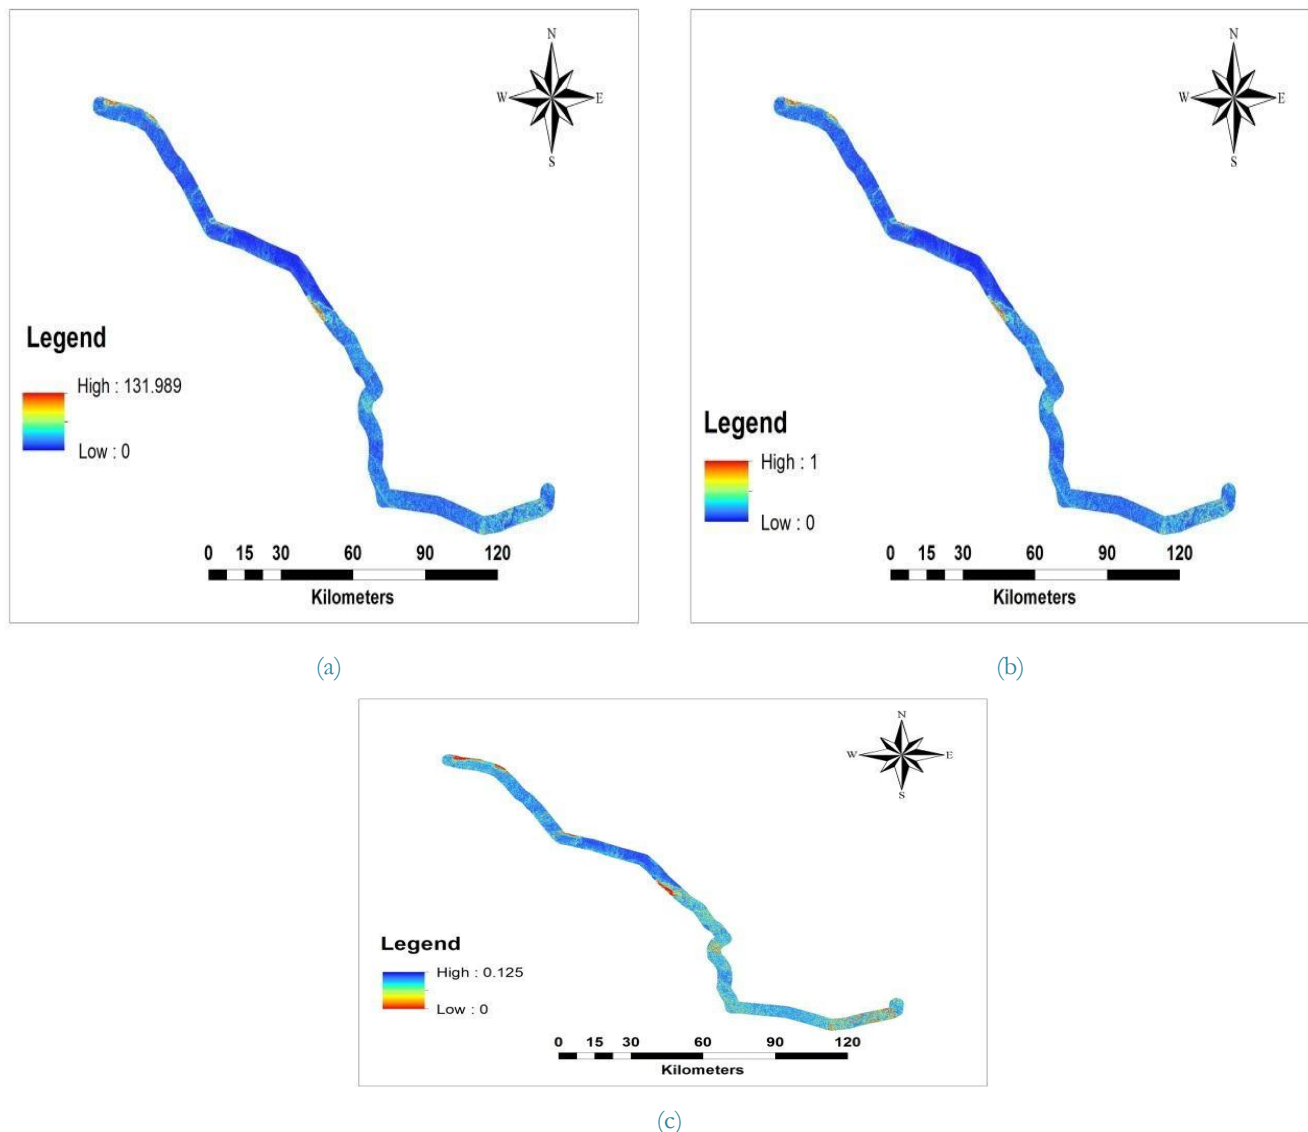 N
W E
S
Legend
High : 131.989
Low : 0
0 15 30 60 90 120
Kilometers
(a)
N
W E
S
Legend
High : 1
Low : 0
0 15 30 60 90 120
Kilometers
(b)
N
W E
S
Legend
High : 0.125
Low : 0
0 15 30 60 90 120
Kilometers
(c)